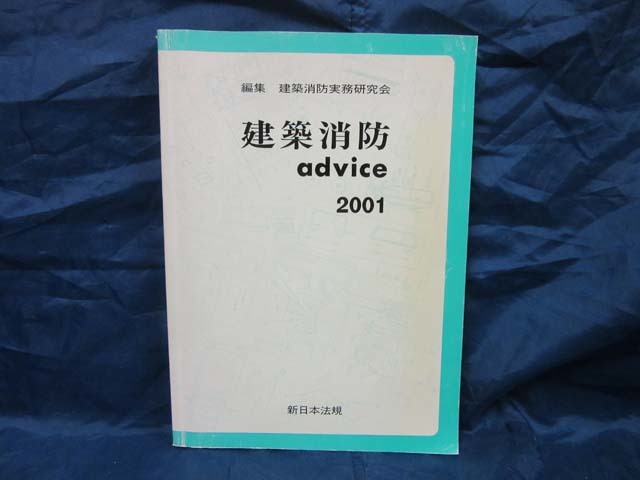 編集　建築消防実務研究会
建築消防
advice
2001
新日本法規